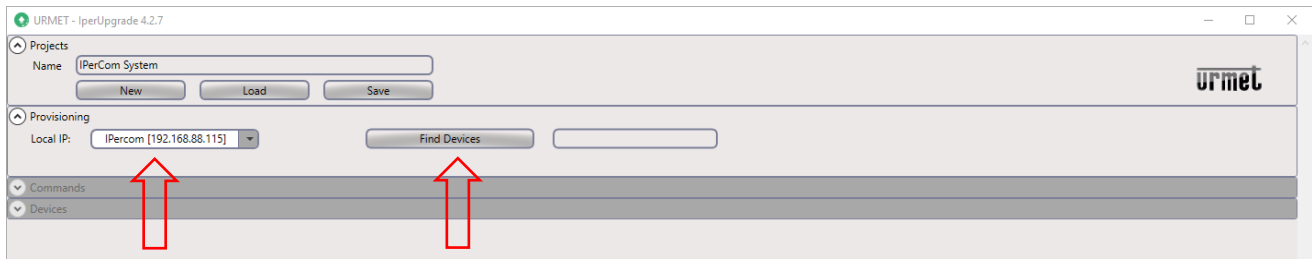 URMET - IperUpgrade 4.2.7
Projects
Name IPerCom System
urmet
New Load Save
Provisioning
Local IP: IPercom [192.168.88.115] Find Devices
Commands
Devices